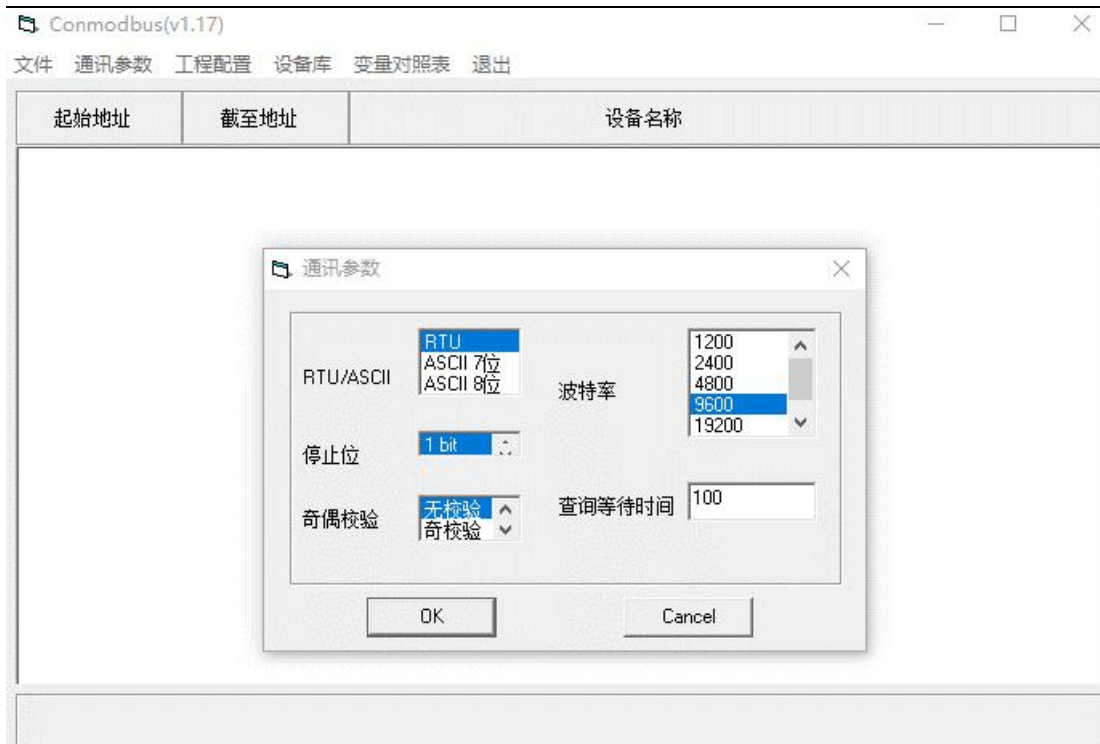 Conmodbus(v1.17)
文件 通讯参数 工程配置 设备库 变量对照表 退出
起始地址 截至地址 设备名称
通讯参数
RTU/ASCII
RTU
ASCII 7位
ASCII 8位
波特率
1200
2400
4800
9600
19200
停止位
1 bit
奇偶校验
无校验
奇校验
查询等待时间
100
OK
Cancel